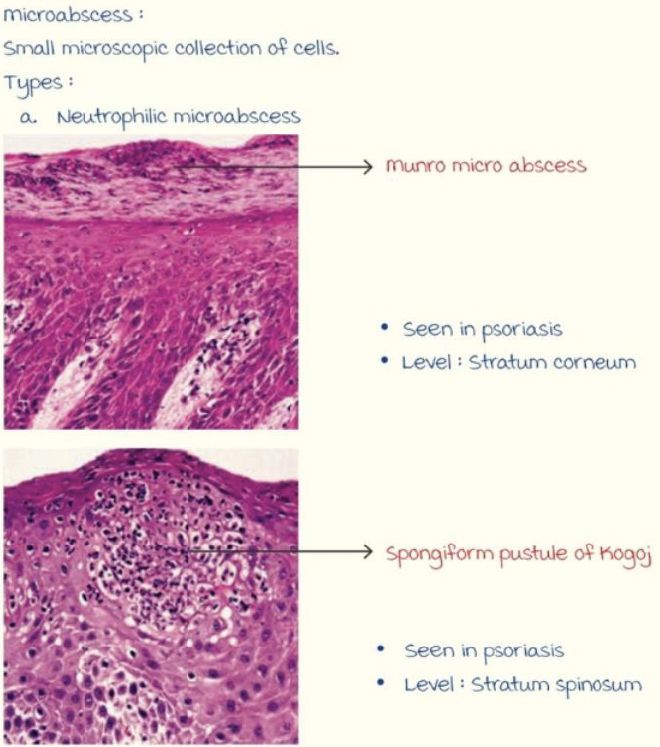 microabscess :
Small microscopic collection of cells.
Types :
a. Neutrophilic microabscess
munro micro abscess
• Seen in psoriasis
• Level : Stratum corneum
Spongiform pustule of Kogoj
• Seen in psoriasis
• Level : Stratum spinosum